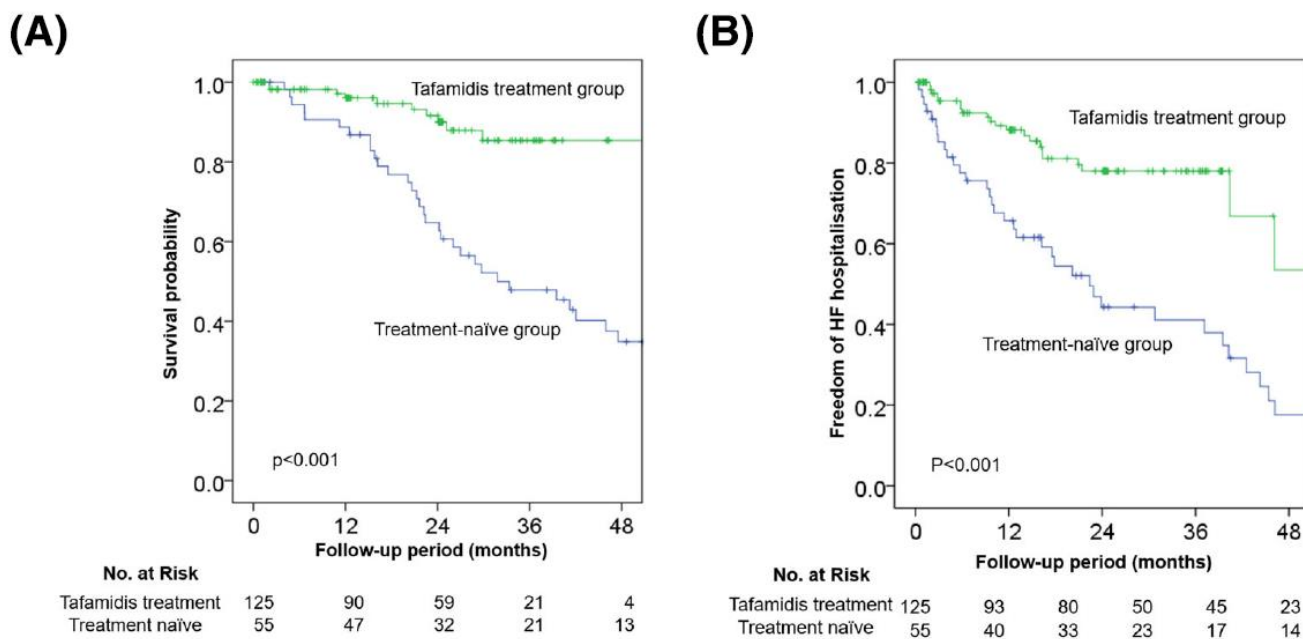 (A)
1.0
0.8
0.6
0.4
0.2
0.0
Survival probability
Tafamidis treatment group
Treatment-naïve group
p<0.001
0 12 24 36 48
Follow-up period (months)
No. at Risk
Tafamidis treatment 125 90 59 21 4
Treatment naïve 55 47 32 21 13
(B)
1.0
0.8
0.6
0.4
0.2
0.0
Freedom of HF hospitalisation
Tafamidis treatment group
Treatment-naïve group
P<0.001
0 12 24 36 48
Follow-up period (months)
No. at Risk
Tafamidis treatment 125 93 80 50 45 23
Treatment naïve 55 40 33 23 17 14